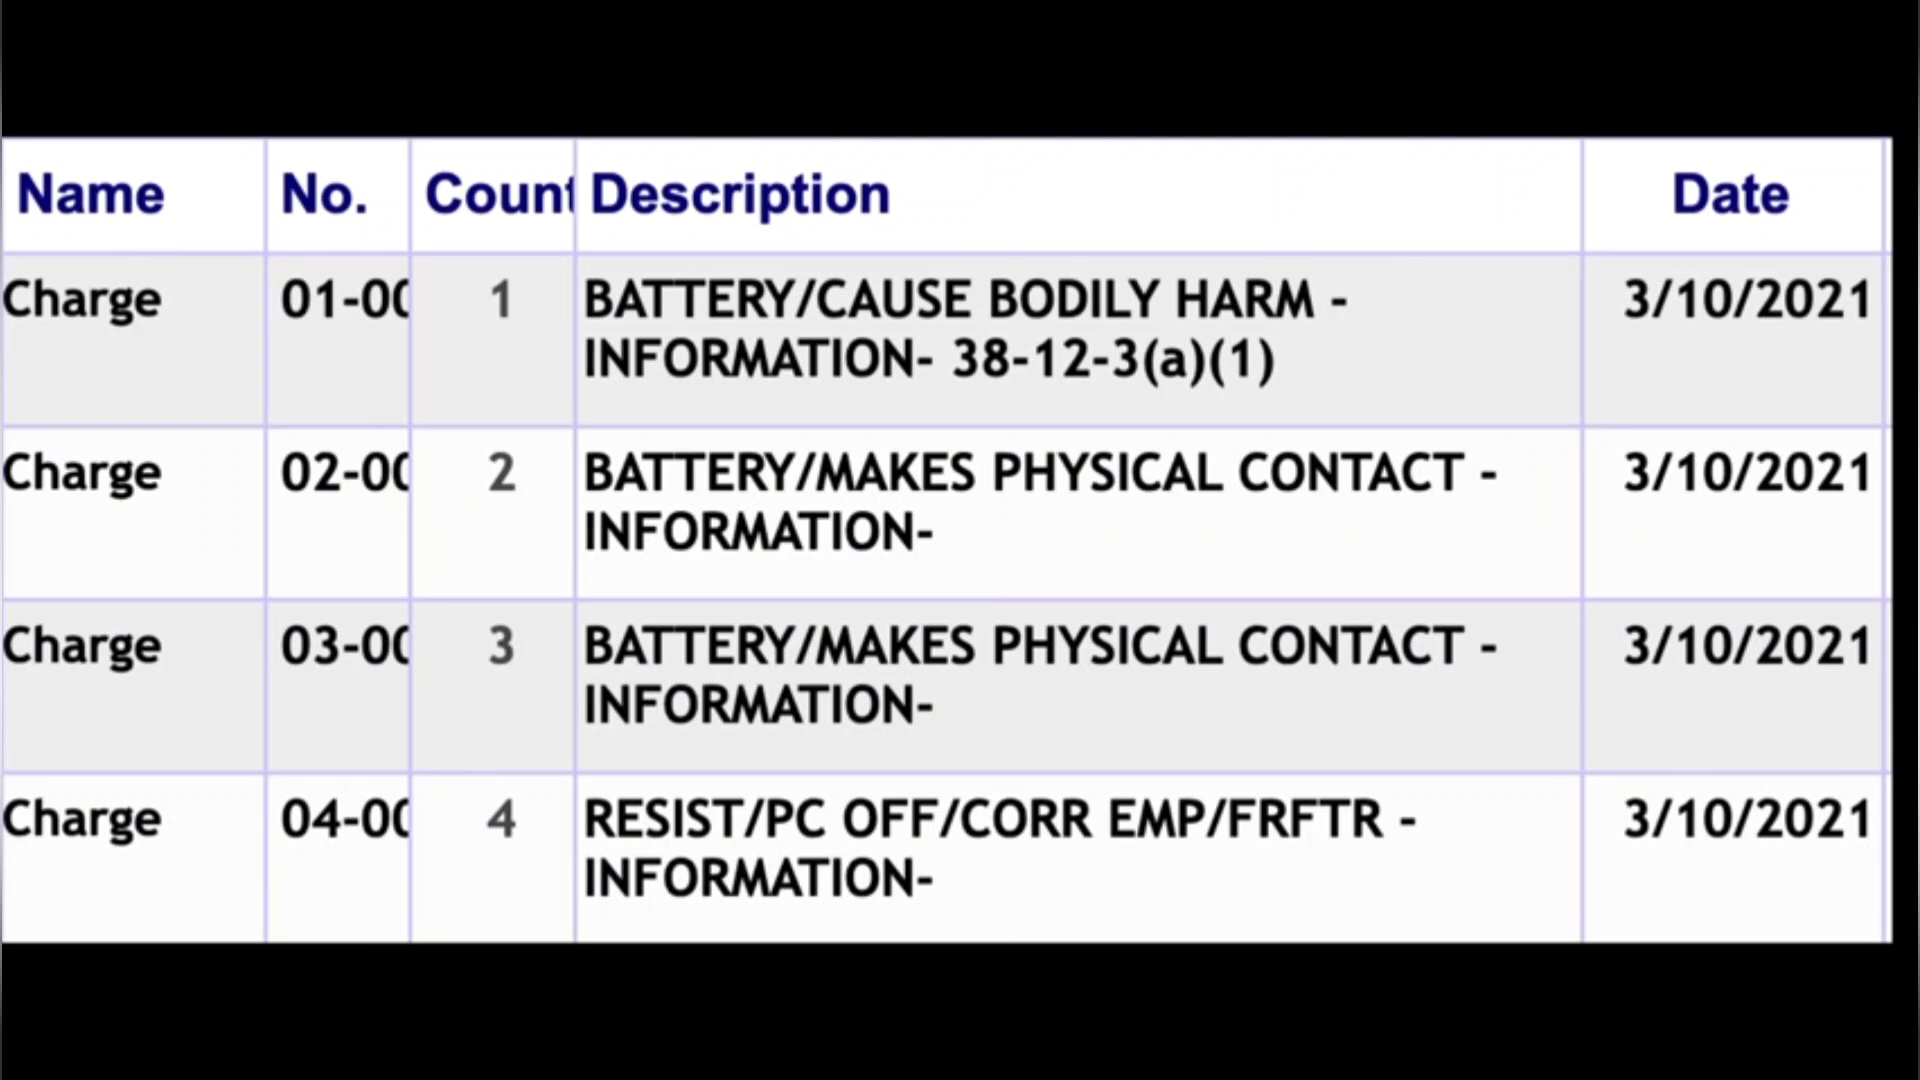 Name No. Count Description Date
Charge 01-00 1 BATTERY/CAUSE BODILY HARM - 3/10/2021
INFORMATION- 38-12-3(a)(1)
Charge 02-00 2 BATTERY/MAKES PHYSICAL CONTACT - 3/10/2021
INFORMATION-
Charge 03-00 3 BATTERY/MAKES PHYSICAL CONTACT - 3/10/2021
INFORMATION-
Charge 04-00 4 RESIST/PC OFF/CORR EMP/FRFTR - 3/10/2021
INFORMATION-